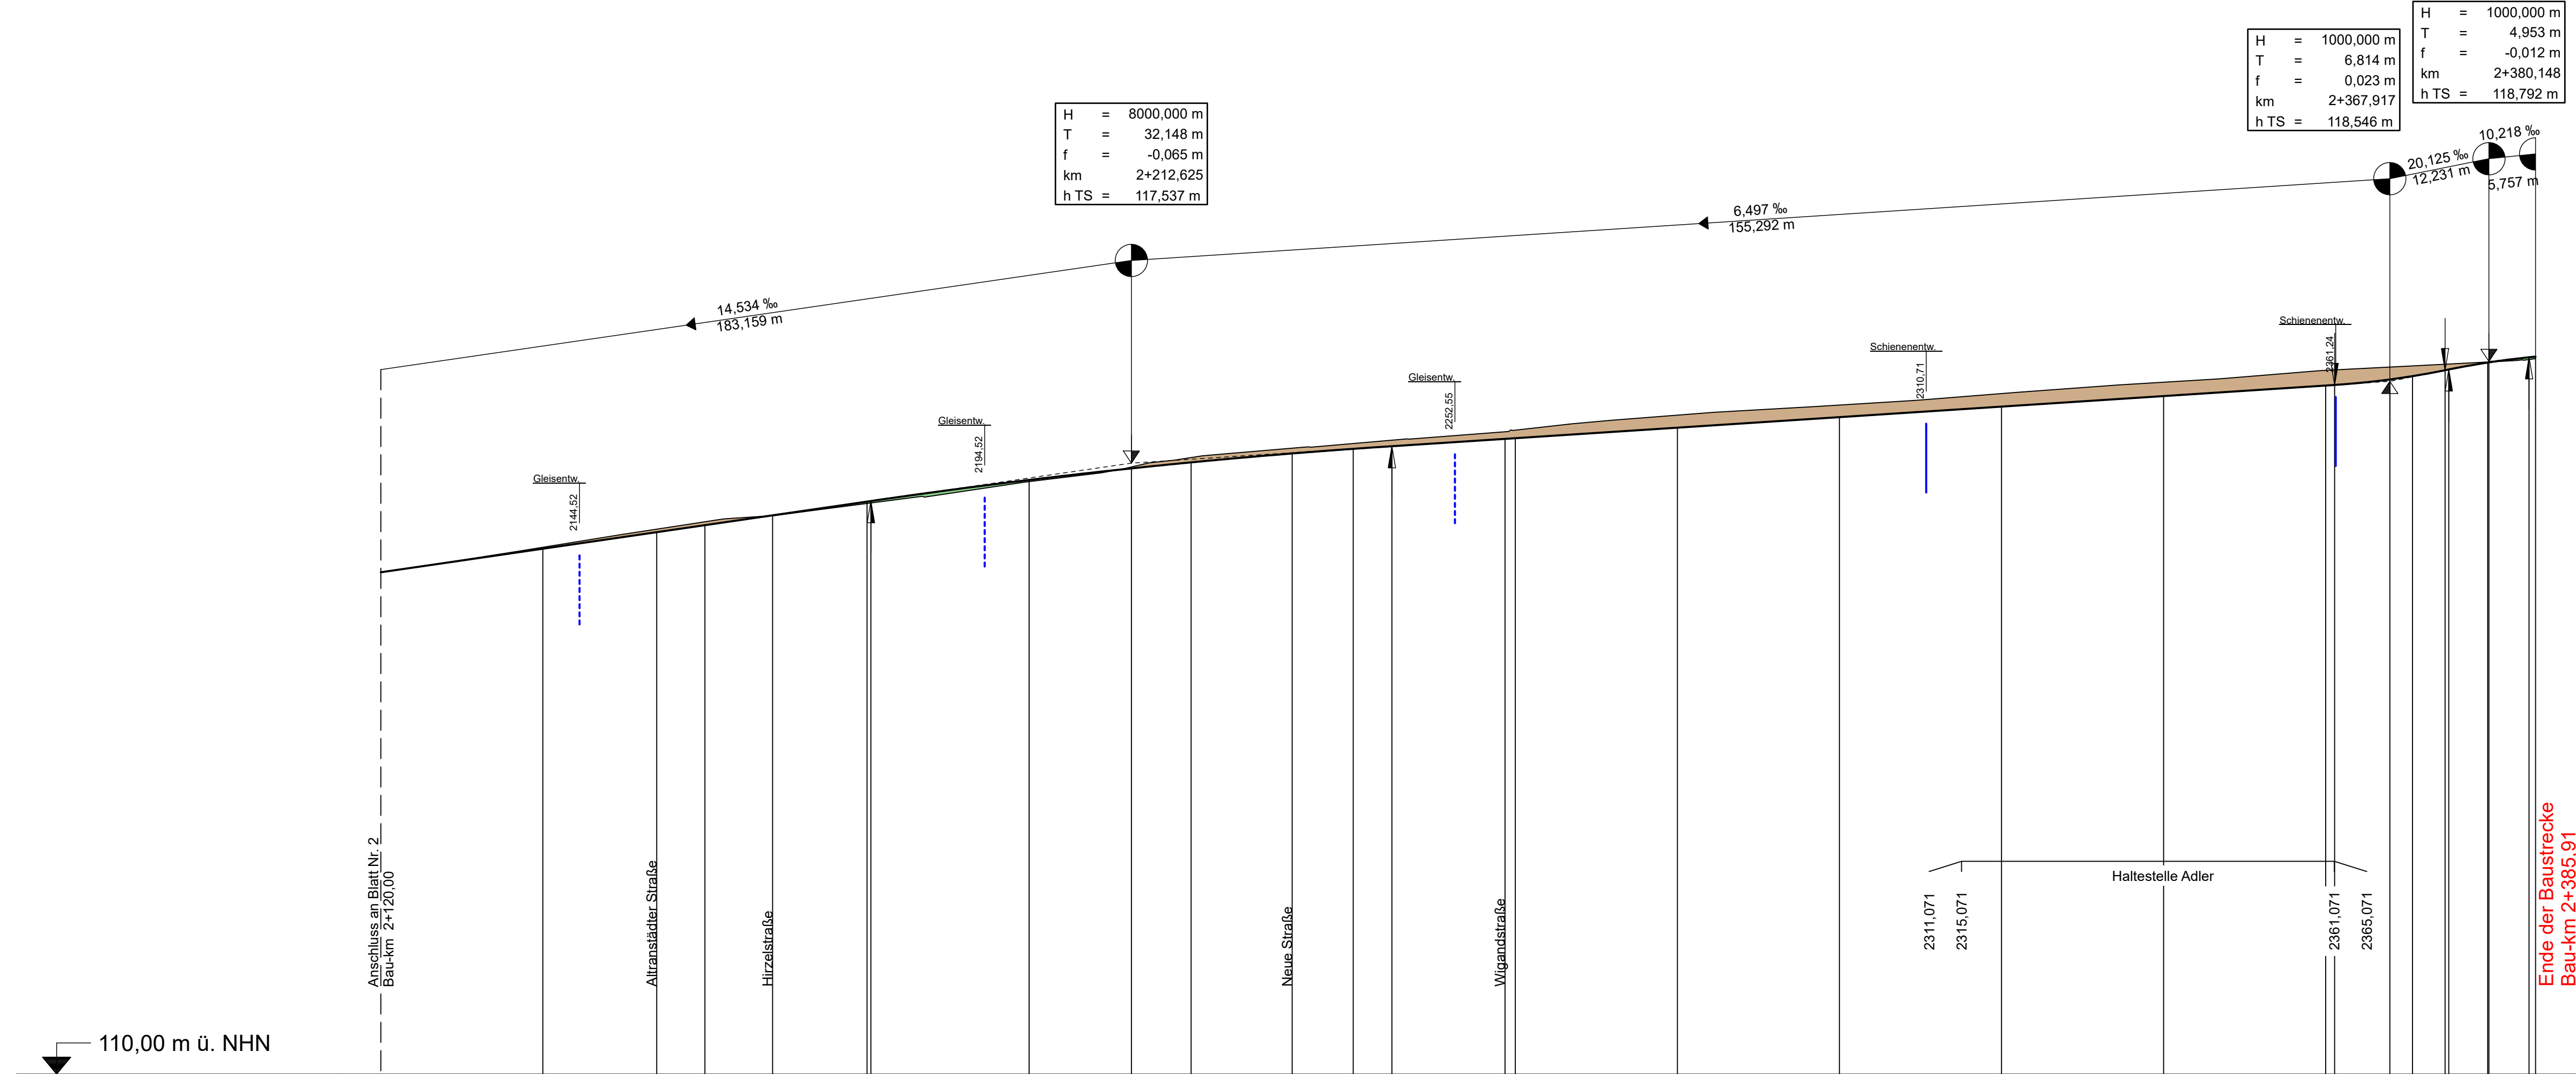 H = 1000,000 m
T = 4,953 m
f = -0,012 m
km 2+380,148
h TS = 118,792 m
H = 1000,000 m
T = 6,814 m
f = 0,023 m
km 2+367,917
h TS = 118,546 m
H = 8000,000 m
T = 32,148 m
f = -0,065 m
km 2+212,625
h TS = 117,537 m
10,218 ‰
5,757 m
20,125 ‰
12,231 m
6,497 ‰
155,292 m
14,534 ‰
183,159 m
Gleisentw.
2144,52
Gleisentw.
2194,52
Gleisentw.
2252,55
Schienenentw.
2310,71
Schienenentw.
2361,24
Anschluss an Blatt Nr. 2
Bau-km 2+120,00
Altranstädter Straße
Hirzelstraße
Neue Straße
Wigandstraße
Haltestelle Adler
2311,071
2315,071
2361,071
2365,071
Ende der Baustrecke
Bau-km 2+385,91
110,00 m ü. NHN